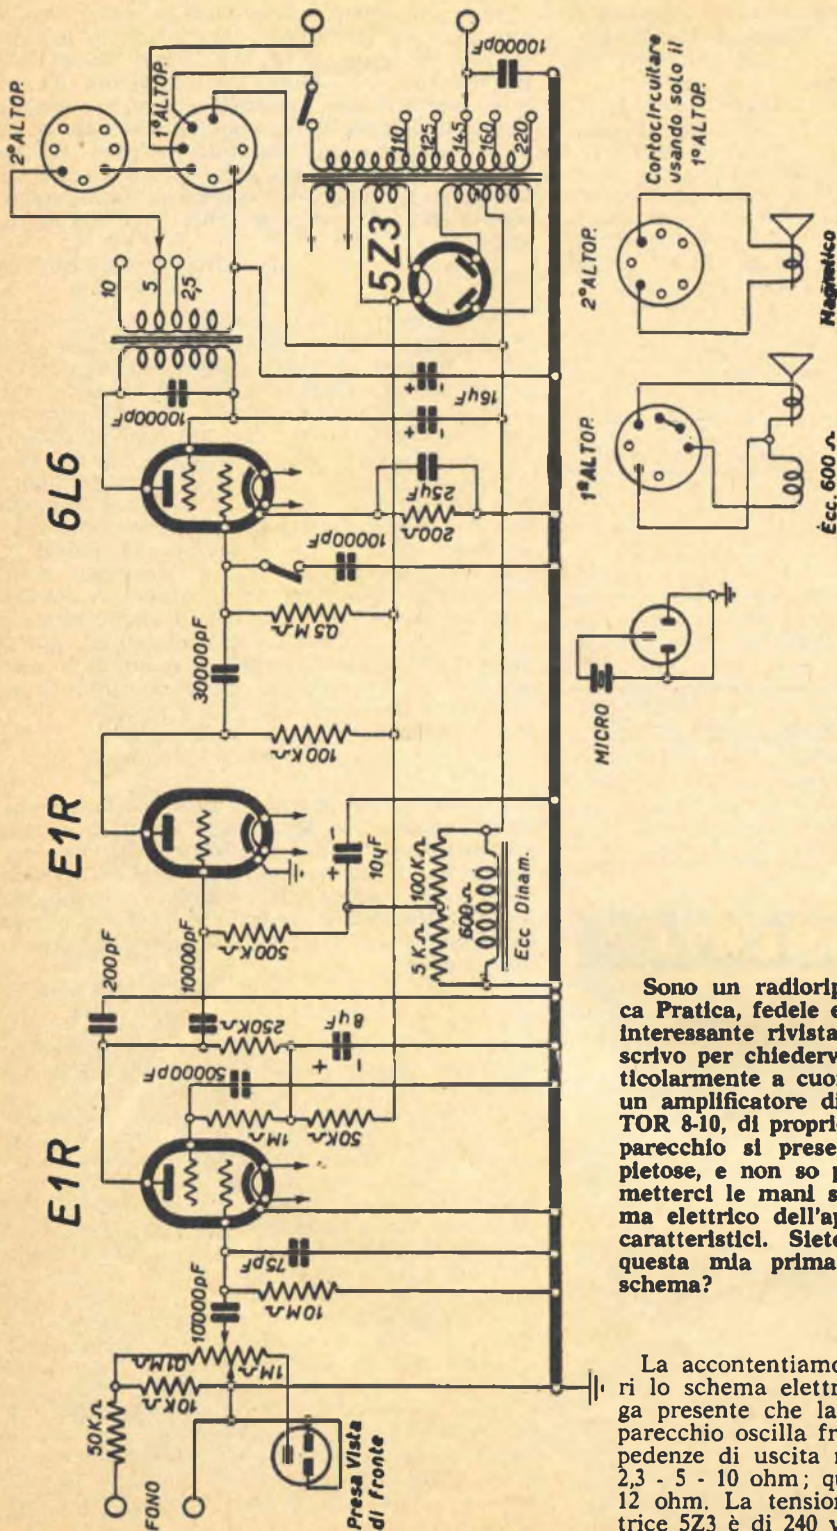 2° ALTOP.
1° ALTOP.
10
5
2,5
10000pF
110
125
145
160
220
5Z3
6L6
10000pF
16µF
25µF
200Ω
10000pF
0,5MΩ
30000pF
100KΩ
E1R
10µF
500KΩ
100KΩ
5KΩ
600Ω
Ecc Dinam.
200pF
10000pF
250KΩ
8µF
50000pF
1MΩ
50KΩ
E1R
75pF
10MΩ
10000pF
0,1MΩ
1MΩ
10KΩ
50KΩ
FONO
Presa Vista
di fronte
Cortocircuitare
usando solo il
1° ALTOP.
2° ALTOP.
Magnetico
1° ALTOP.
Ecc. 600Ω
MICRO
Sono un radiorip
ca Pratica, fedele e
interessante rivista
scrivo per chiederv
ticolarmente a cuor
un amplificatore di
TOR 8-10, di propri
parecchio si prese
pietose, e non so p
metterci le mani s
ma elettrico dell'ap
caratteristici. Siete
questa mia prima
schema?
La accontentiamo
ri lo schema elettr
ga presente che la
parecchio oscilla fr
pedenze di uscita
2,3 - 5 - 10 ohm; qu
12 ohm. La tension
trice 5Z3 è di 240 v